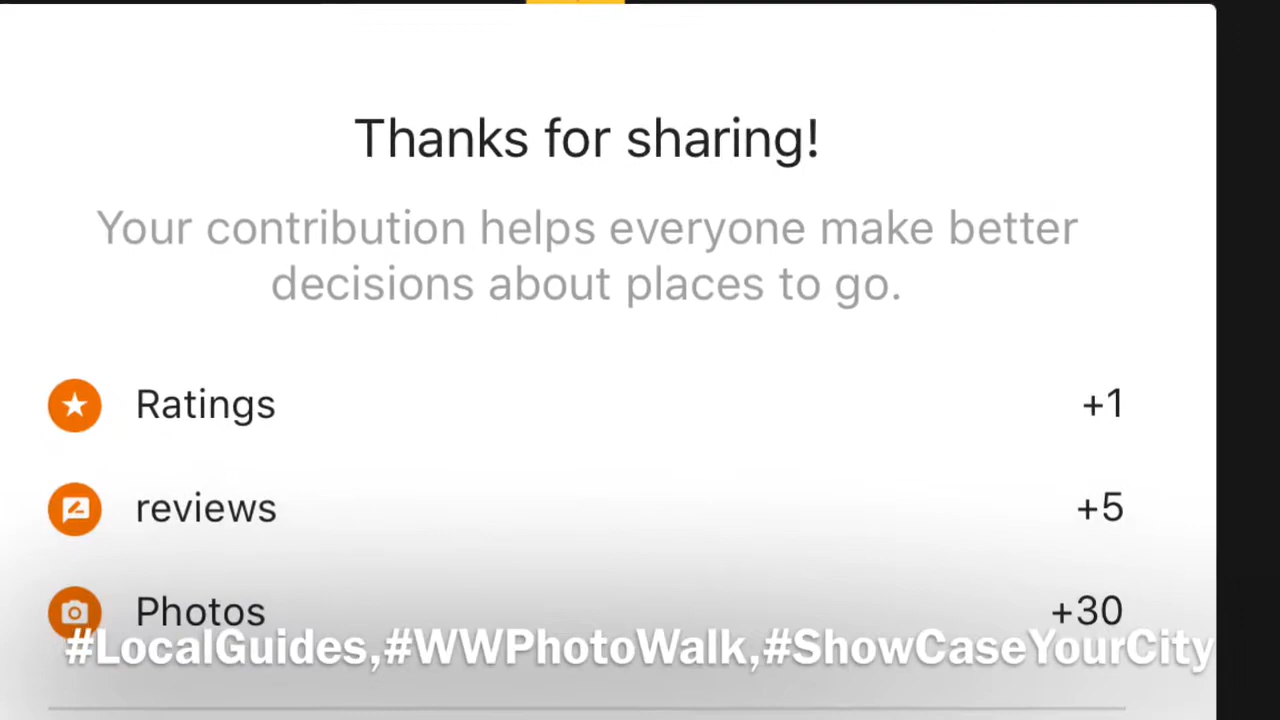 Thanks for sharing!
Your contribution helps everyone make better
decisions about places to go.
Ratings +1
reviews +5
Photos +30
#LocalGuides,#WWPhotoWalk,#ShowCaseYourCity